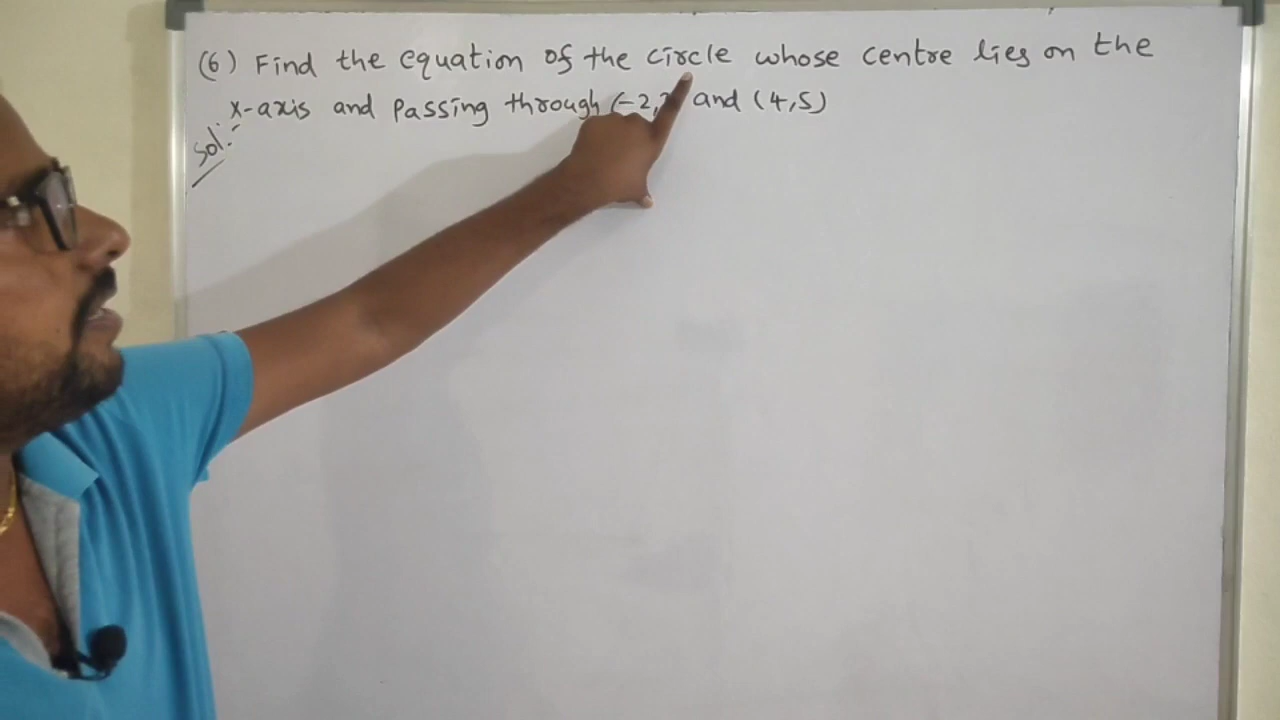 (6) Find the equation of the circle whose centre lies on the
x-axis and Passing through (-2, and (4,5)
Sol:-